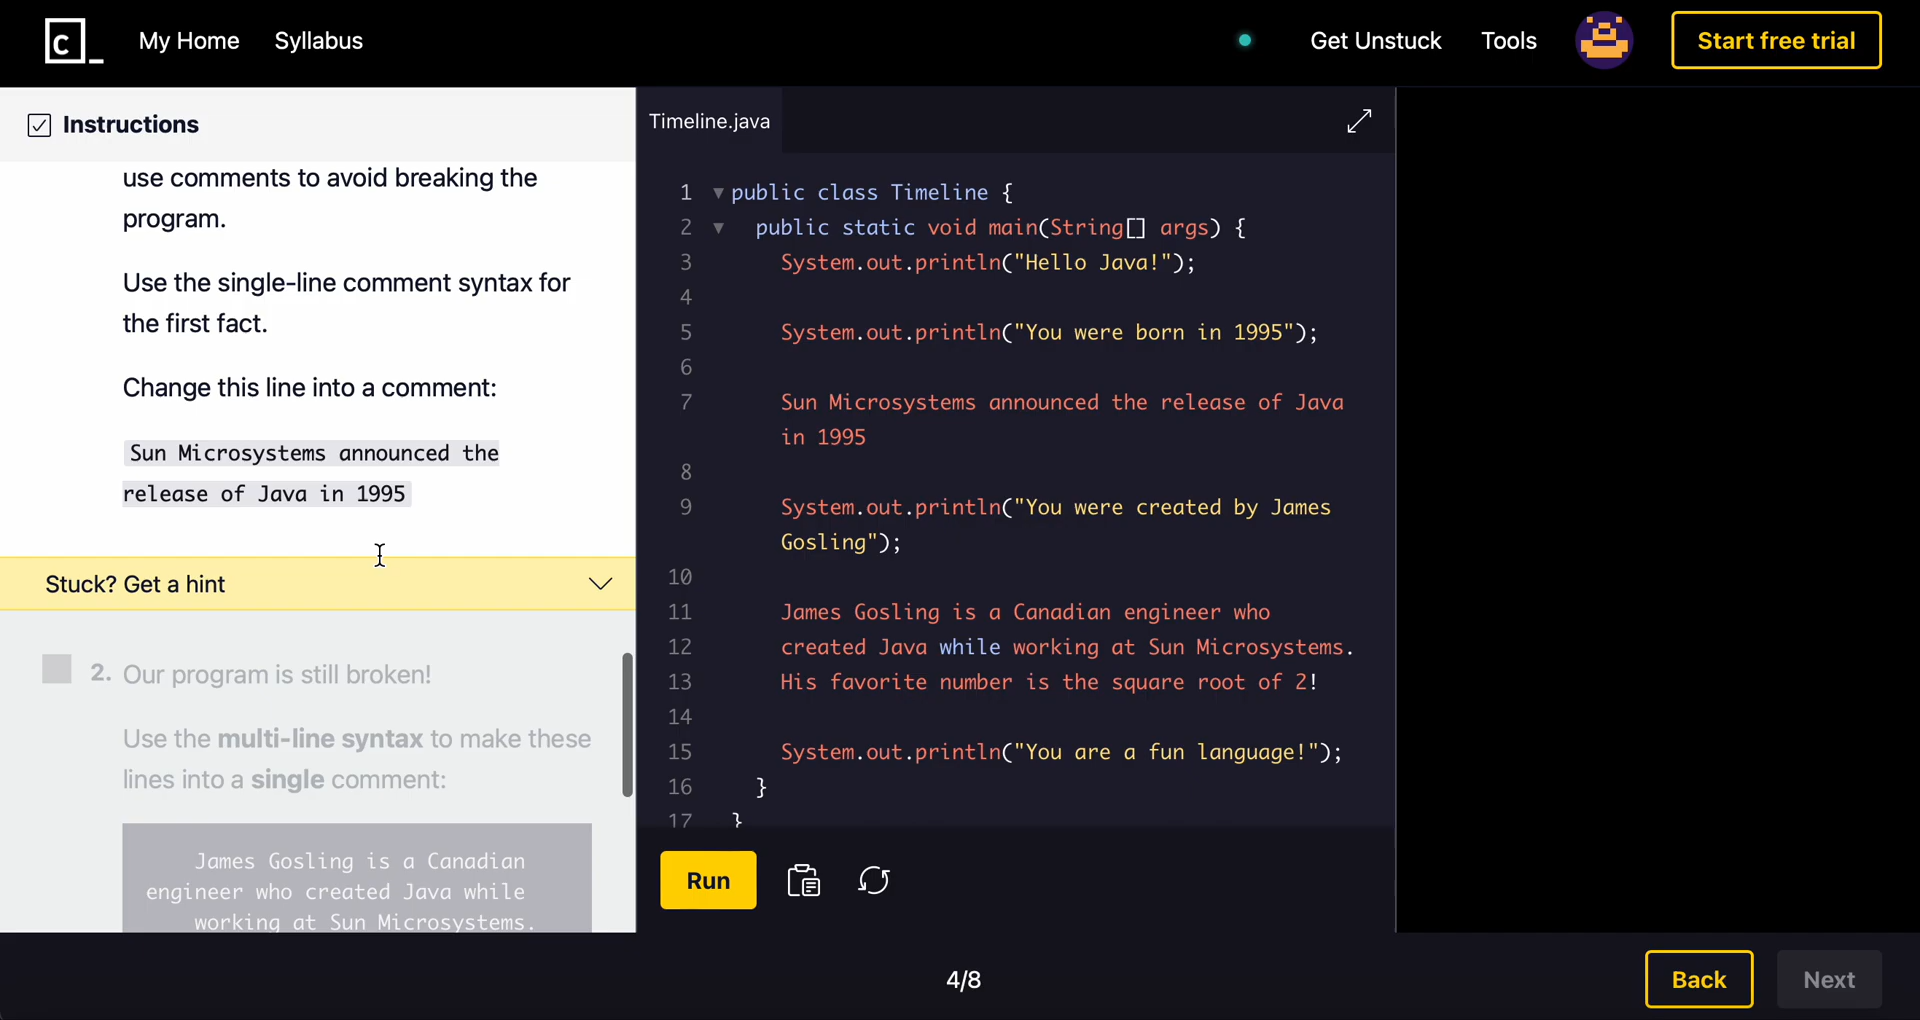 C_ My Home Syllabus Get Unstuck Tools Start free trial
Instructions
use comments to avoid breaking the
program.
Use the single-line comment syntax for
the first fact.
Change this line into a comment:
Sun Microsystems announced the
release of Java in 1995
Stuck? Get a hint
2. Our program is still broken!
Use the multi-line syntax to make these
lines into a single comment:
James Gosling is a Canadian
engineer who created Java while
working at Sun Microsystems.
Timeline.java
1 public class Timeline {
2 public static void main(String[] args) {
3 System.out.println("Hello Java!");
4
5 System.out.println("You were born in 1995");
6
7 Sun Microsystems announced the release of Java
in 1995
8
9 System.out.println("You were created by James
Gosling");
10
11 James Gosling is a Canadian engineer who
12 created Java while working at Sun Microsystems.
13 His favorite number is the square root of 2!
14
15 System.out.println("You are a fun language!");
16 }
17 }
Run
4/8
Back Next